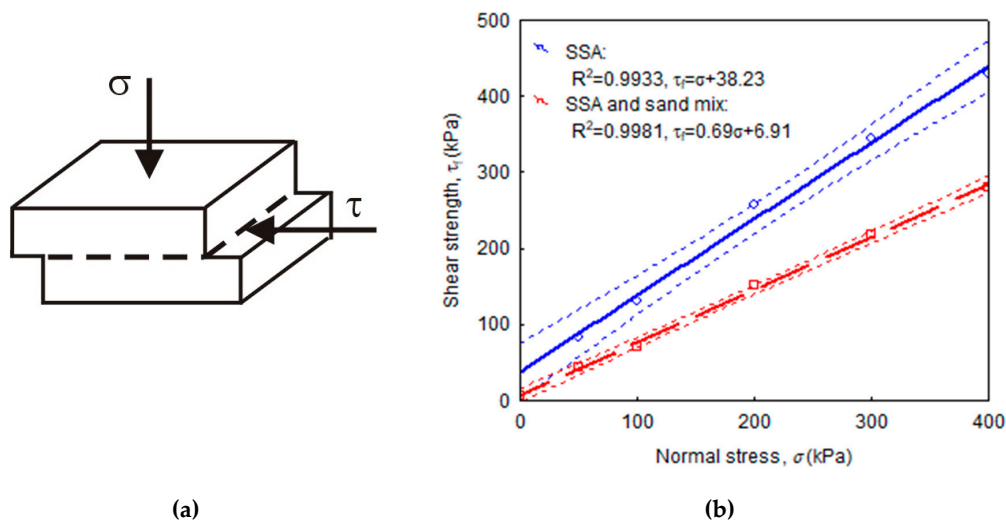 σ
τ
(a)
500
400
300
200
100
0
Shear strength, τf (kPa)
SSA:
R²=0.9933, τf=σ+38.23
SSA and sand mix:
R²=0.9981, τf=0.69σ+6.91
0 100 200 300 400
Normal stress, σ (kPa)
(b)